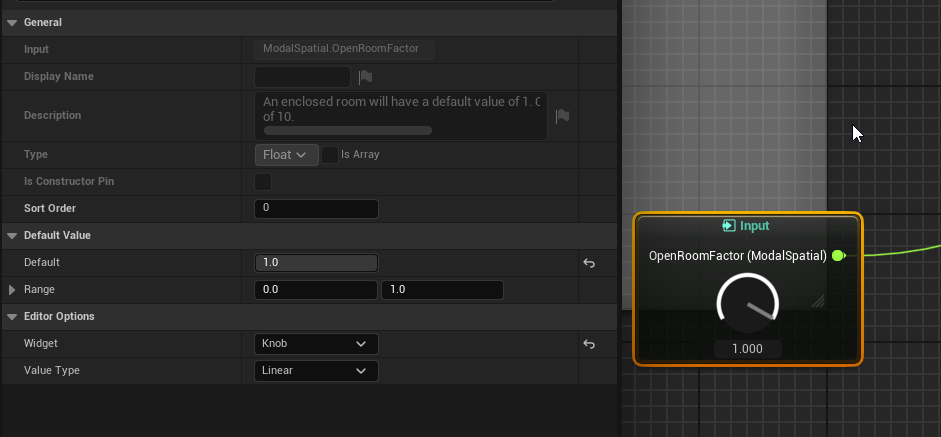 General
Input
ModalSpatial.OpenRoomFactor
Display Name
Description
An enclosed room will have a default value of 1.
of 10.
Type
Float
Is Array
Is Constructor Pin
Sort Order
0
Default Value
Default
1.0
Range
0.0
1.0
Editor Options
Widget
Knob
Value Type
Linear
Input
OpenRoomFactor (ModalSpatial)
1.000